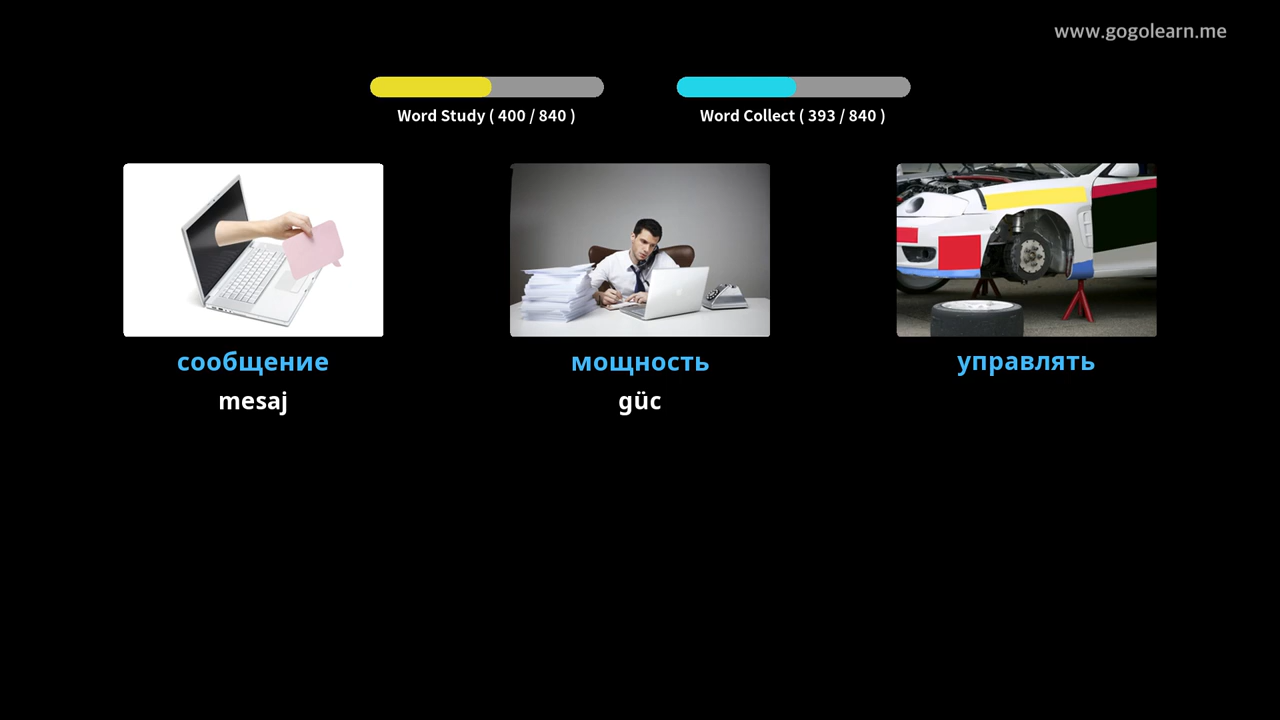 www.gogolearn.me
Word Study ( 400 / 840 )
Word Collect ( 393 / 840 )
сообщение
mesaj
мощность
güc
управлять